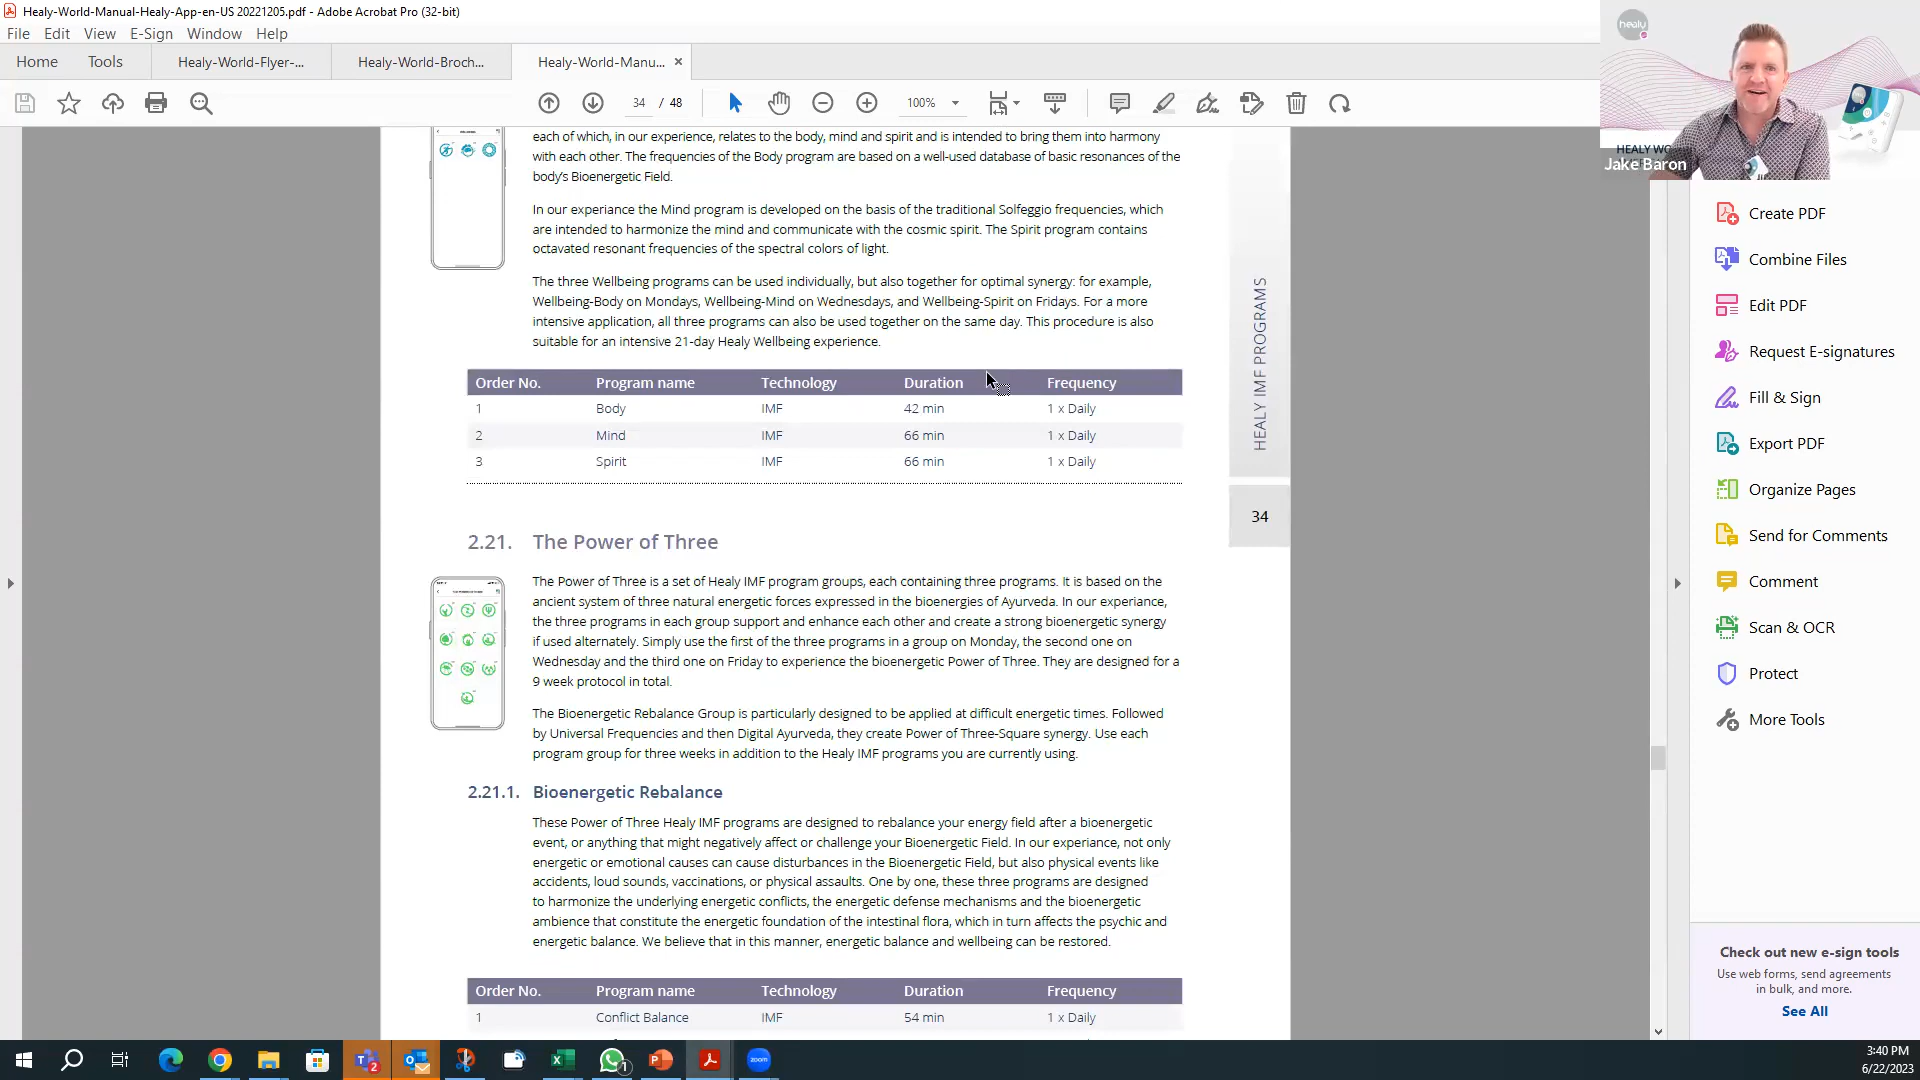 Healy-World-Manual-Healy-App-en-US 20221205.pdf - Adobe Acrobat Pro (32-bit)
File Edit View E-Sign Window Help
Home Tools Healy-World-Flyer-... Healy-World-Broch... Healy-World-Manu... ×
34 / 48 100%
healy
HEALY WO
Jake Baron
each of which, in our experience, relates to the body, mind and spirit and is intended to bring them into harmony
with each other. The frequencies of the Body program are based on a well-used database of basic resonances of the
body's Bioenergetic Field.
In our experiance the Mind program is developed on the basis of the traditional Solfeggio frequencies, which
are intended to harmonize the mind and communicate with the cosmic spirit. The Spirit program contains
octavated resonant frequencies of the spectral colors of light.
The three Wellbeing programs can be used individually, but also together for optimal synergy: for example,
Wellbeing-Body on Mondays, Wellbeing-Mind on Wednesdays, and Wellbeing-Spirit on Fridays. For a more
intensive application, all three programs can also be used together on the same day. This procedure is also
suitable for an intensive 21-day Healy Wellbeing experience.
Order No. Program name Technology Duration Frequency
1 Body IMF 42 min 1 x Daily
2 Mind IMF 66 min 1 x Daily
3 Spirit IMF 66 min 1 x Daily
HEALY IMF PROGRAMS
34
2.21. The Power of Three
The Power of Three is a set of Healy IMF program groups, each containing three programs. It is based on the
ancient system of three natural energetic forces expressed in the bioenergies of Ayurveda. In our experiance,
the three programs in each group support and enhance each other and create a strong bioenergetic synergy
if used alternately. Simply use the first of the three programs in a group on Monday, the second one on
Wednesday and the third one on Friday to experience the bioenergetic Power of Three. They are designed for a
9 week protocol in total.
The Bioenergetic Rebalance Group is particularly designed to be applied at difficult energetic times. Followed
by Universal Frequencies and then Digital Ayurveda, they create Power of Three-Square synergy. Use each
program group for three weeks in addition to the Healy IMF programs you are currently using.
2.21.1. Bioenergetic Rebalance
These Power of Three Healy IMF programs are designed to rebalance your energy field after a bioenergetic
event, or anything that might negatively affect or challenge your Bioenergetic Field. In our experiance, not only
energetic or emotional causes can cause disturbances in the Bioenergetic Field, but also physical events like
accidents, loud sounds, vaccinations, or physical assaults. One by one, these three programs are designed
to harmonize the underlying energetic conflicts, the energetic defense mechanisms and the bioenergetic
ambience that constitute the energetic foundation of the intestinal flora, which in turn affects the psychic and
energetic balance. We believe that in this manner, energetic balance and wellbeing can be restored.
Order No. Program name Technology Duration Frequency
1 Conflict Balance IMF 54 min 1 x Daily
Create PDF
Combine Files
Edit PDF
Request E-signatures
Fill & Sign
Export PDF
Organize Pages
Send for Comments
Comment
Scan & OCR
Protect
More Tools
Check out new e-sign tools
Use web forms, send agreements
in bulk, and more.
See All
3:40 PM
6/22/2023